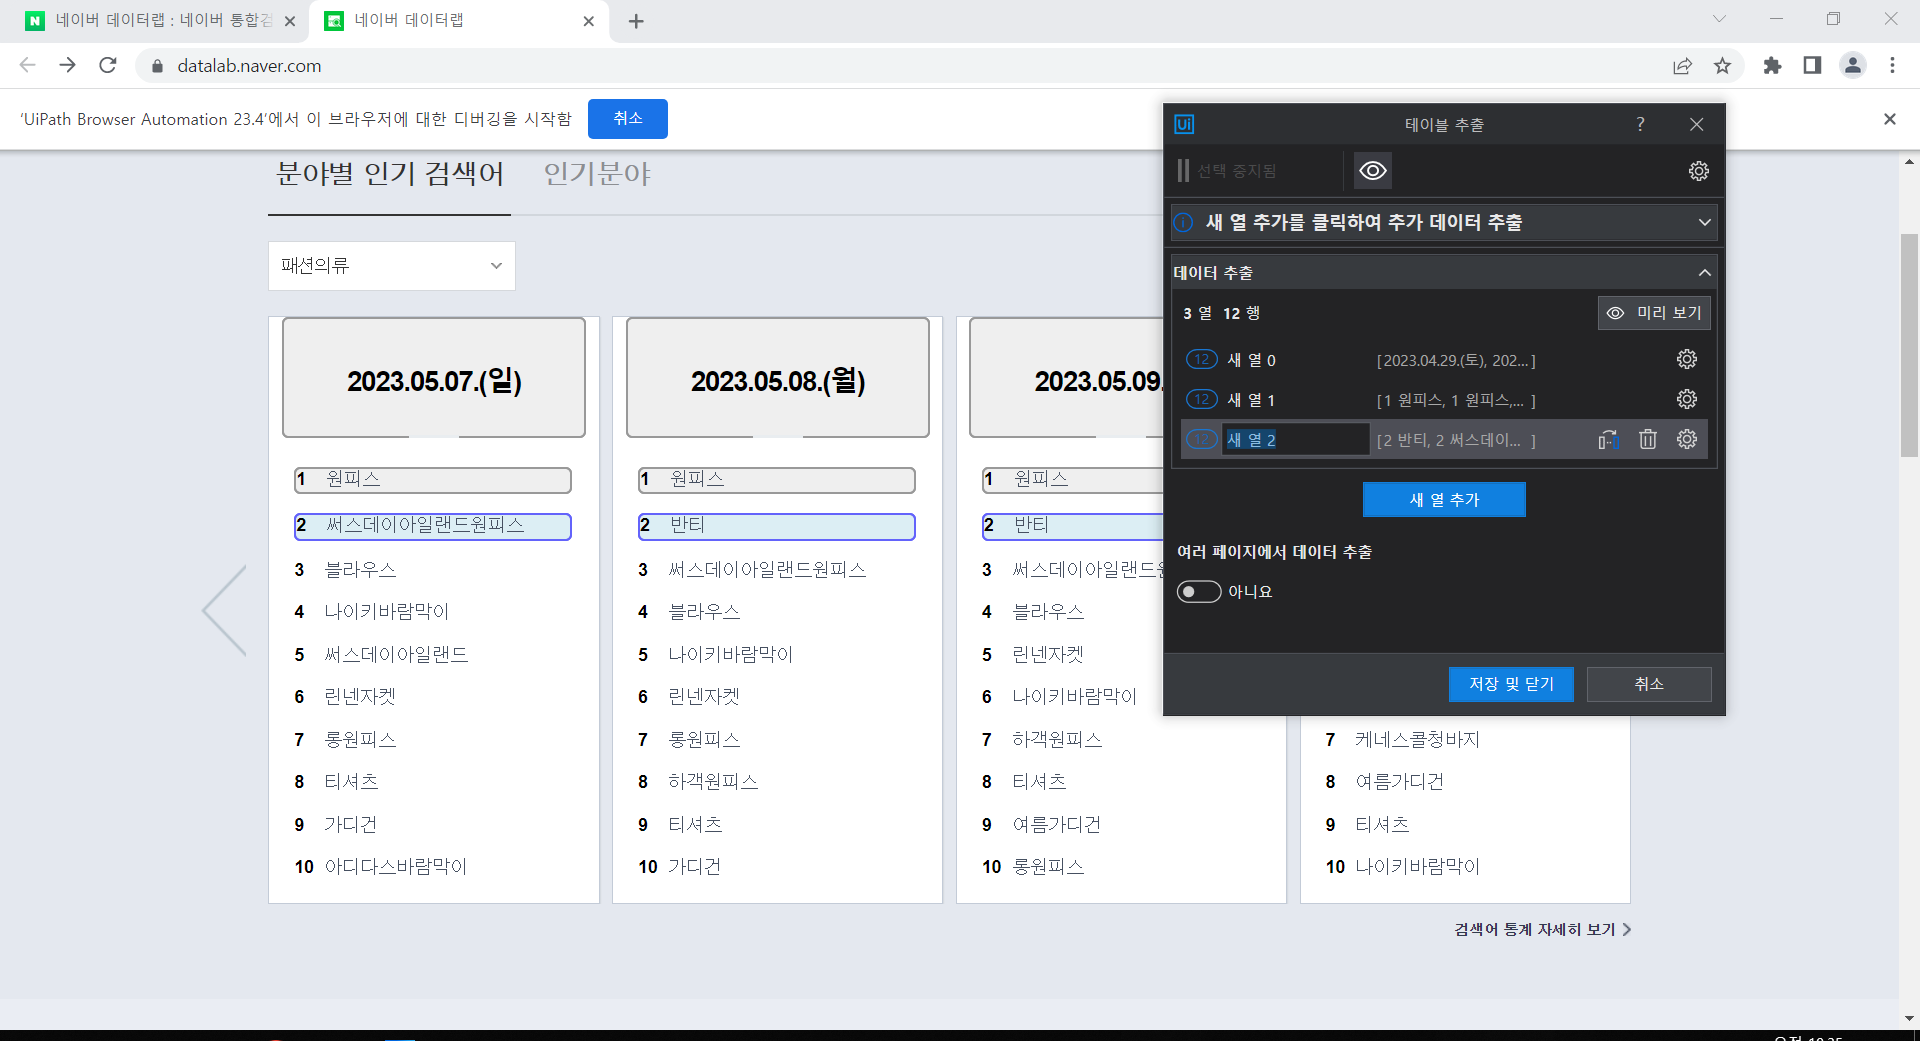 네이버 데이터랩 : 네이버 통합검
네이버 데이터랩
datalab.naver.com
'UiPath Browser Automation 23.4'에서 이 브라우저에 대한 디버깅을 시작함
취소
분야별 인기 검색어
인기분야
패션의류
2023.05.07.(일)
1 원피스
2 써스데이아일랜드원피스
3 블라우스
4 나이키바람막이
5 써스데이아일랜드
6 린넨자켓
7 롱원피스
8 티셔츠
9 가디건
10 아디다스바람막이
2023.05.08.(월)
1 원피스
2 반티
3 써스데이아일랜드원피스
4 블라우스
5 나이키바람막이
6 린넨자켓
7 롱원피스
8 하객원피스
9 티셔츠
10 가디건
2023.05.09.
1 원피스
2 반티
3 써스데이아일랜드원
4 블라우스
5 린넨자켓
6 나이키바람막이
7 하객원피스
8 티셔츠
9 여름가디건
10 롱원피스
7 케네스콜청바지
8 여름가디건
9 티셔츠
10 나이키바람막이
검색어 통계 자세히 보기
Ui
테이블 추출
?
선택 중지됨
새 열 추가를 클릭하여 추가 데이터 추출
데이터 추출
3 열 12 행
미리 보기
12 새 열 0 [2023.04.29.(토), 202... ]
12 새 열 1 [1 원피스, 1 원피스,... ]
12 새 열 2 [2 반티, 2 써스데이... ]
새 열 추가
여러 페이지에서 데이터 추출
아니요
저장 및 닫기
취소